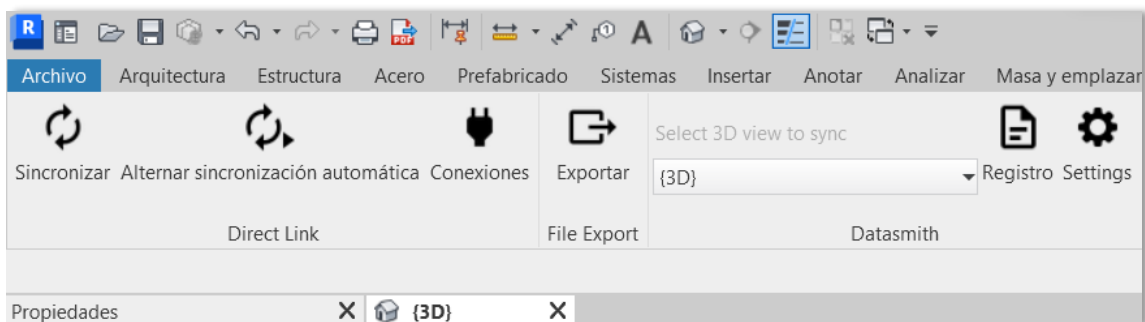 R PDF 1 A
Archivo Arquitectura Estructura Acero Prefabricado Sistemas Insertar Anotar Analizar Masa y emplazar
Select 3D view to sync
Sincronizar Alternar sincronización automática Conexiones Exportar {3D} Registro Settings
Direct Link File Export Datasmith
Propiedades {3D}